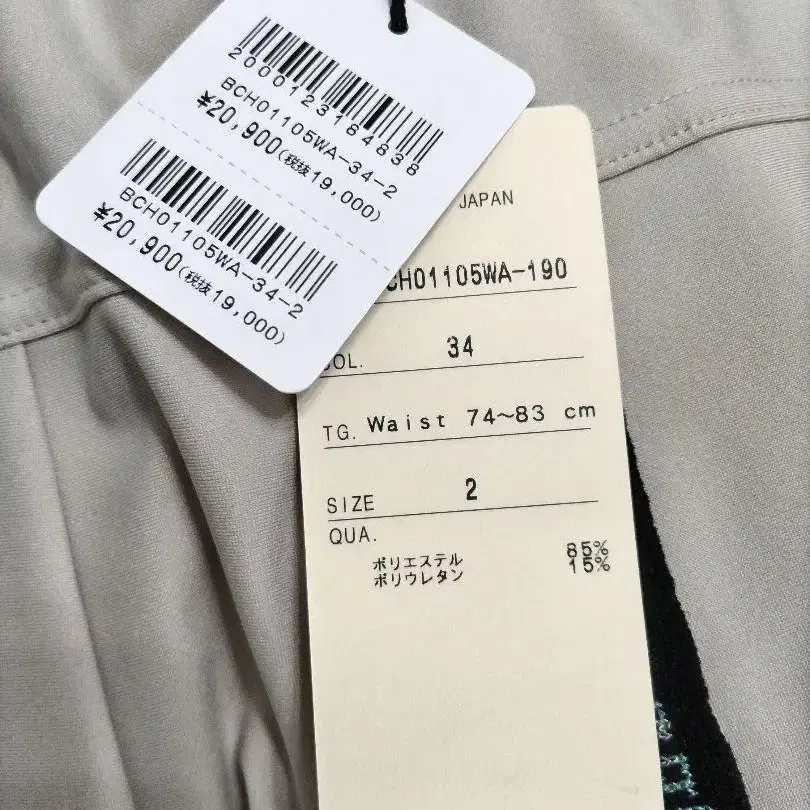 2000123184838
BCH01105WA-34-2
¥20,900(税抜19,000)
BCH01105WA-34-2
¥20,900(税抜19,000)
JAPAN
CH01105WA-190
OL. 34
TG. Waist 74~83 cm
SIZE 2
QUA.
ポリエステル 85%
ポリウレタン 15%